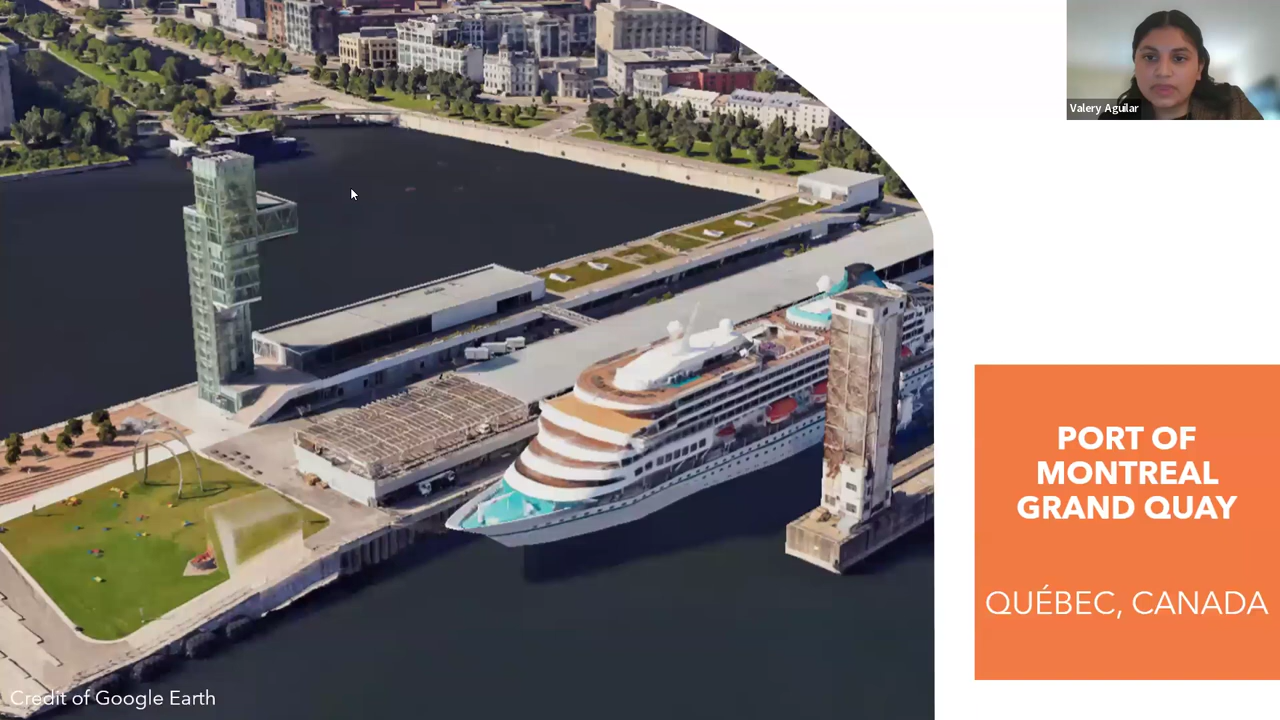 Valery Aguilar
PORT OF
MONTREAL
GRAND QUAY
QUÉBEC, CANADA
Credit of Google Earth